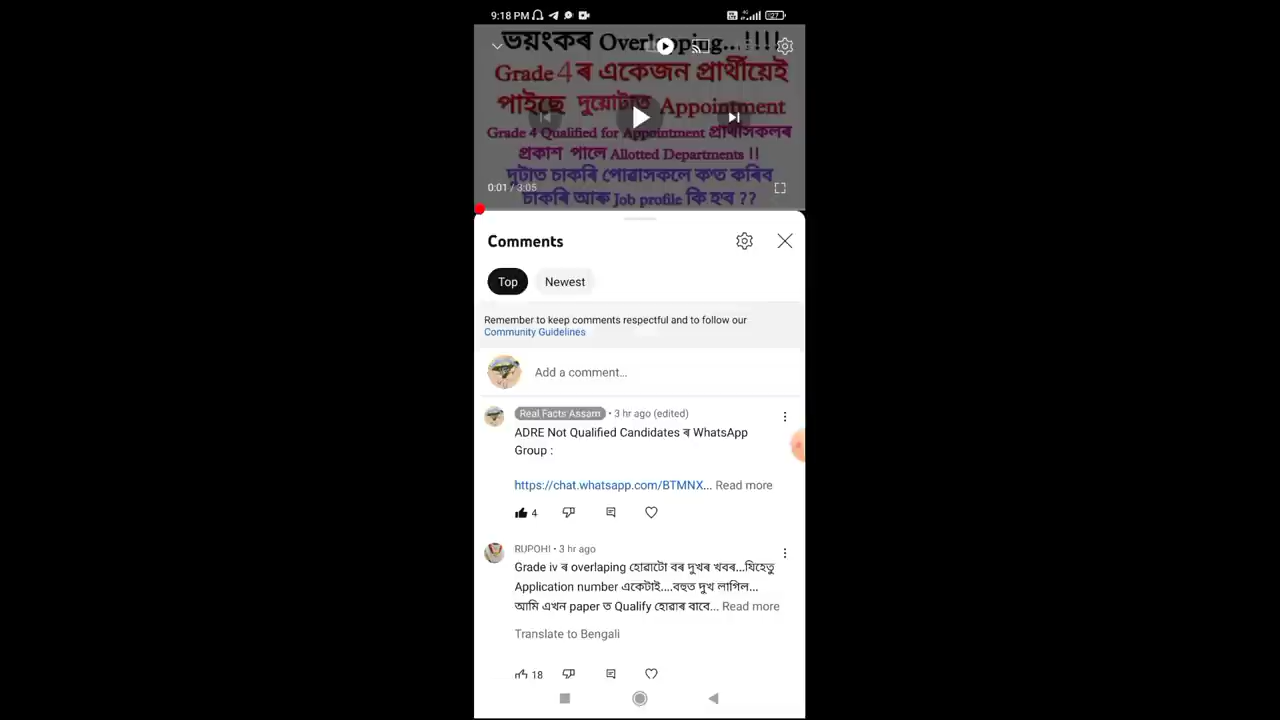 9:18 PM
4G
27
ভয়ংকৰ Overlapping...!!!!
Grade 4 ৰ একেজন প্ৰাৰ্থীয়েই
পাইছে দুয়োটাত Appointment
Grade 4 Qualified for Appointment প্ৰাৰ্থীসকলৰ
প্ৰকাশ পালে Allotted Departments !!
দুটাত চাকৰি পোৱাসকলে ক'ত কৰিব
চাকৰি আৰু Job profile কি হ'ব ??
0:01 / 3:05
Comments
Top Newest
Remember to keep comments respectful and to follow our
Community Guidelines
Add a comment...
Real Facts Assam • 3 hr ago (edited)
ADRE Not Qualified Candidates ৰ WhatsApp
Group :
https://chat.whatsapp.com/BTMNX... Read more
4
RUPOHI • 3 hr ago
Grade iv ৰ overlaping হোৱাটো বৰ দুখৰ খবৰ...যিহেতু
Application number একেটাই....বহুত দুখ লাগিল...
আমি এখন paper ত Qualify হোৱাৰ বাবে... Read more
Translate to Bengali
18